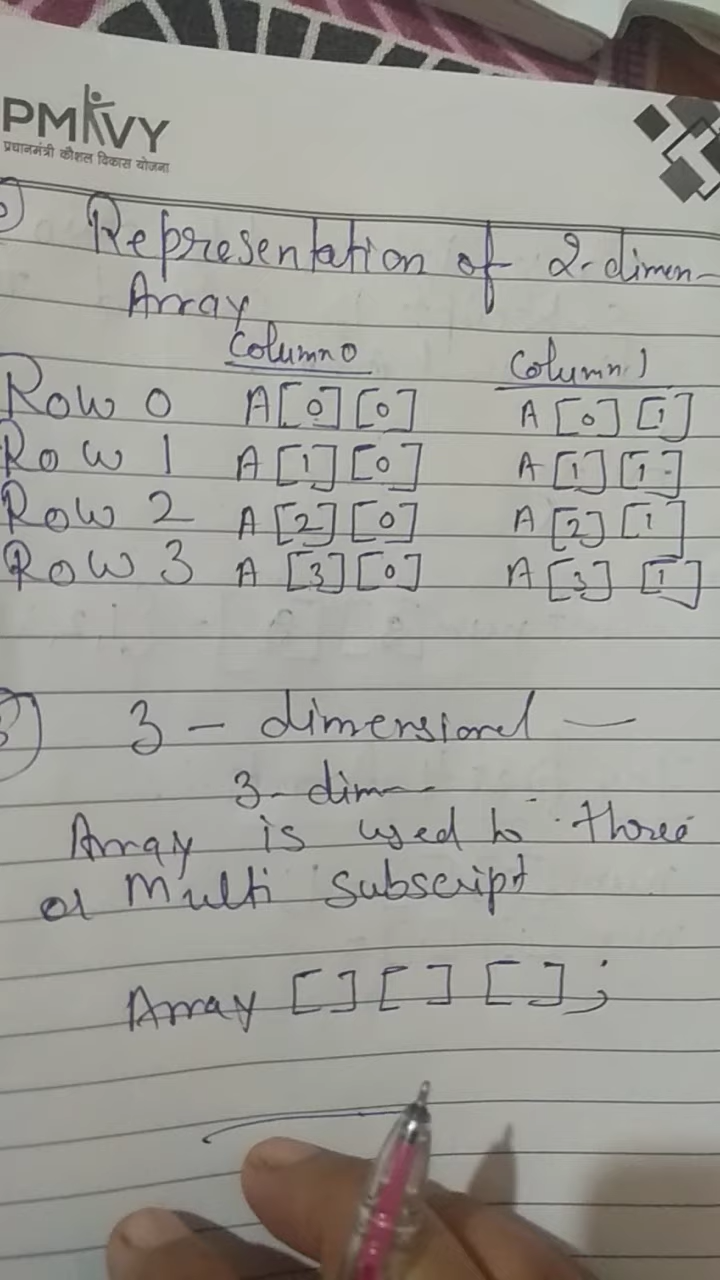 PMKVY
प्रधानमंत्री कौशल विकास योजना
Representation of 2-dimen-
Array
Column 0 Column 1
Row 0 A[0][0] A[0][1]
Row 1 A[1][0] A[1][1]
Row 2 A[2][0] A[2][1]
Row 3 A[3][0] A[3][1]
3 - dimensional —
3-dim—
Array is used to three
or Multi Subscript
Array [ ] [ ] [ ] ;